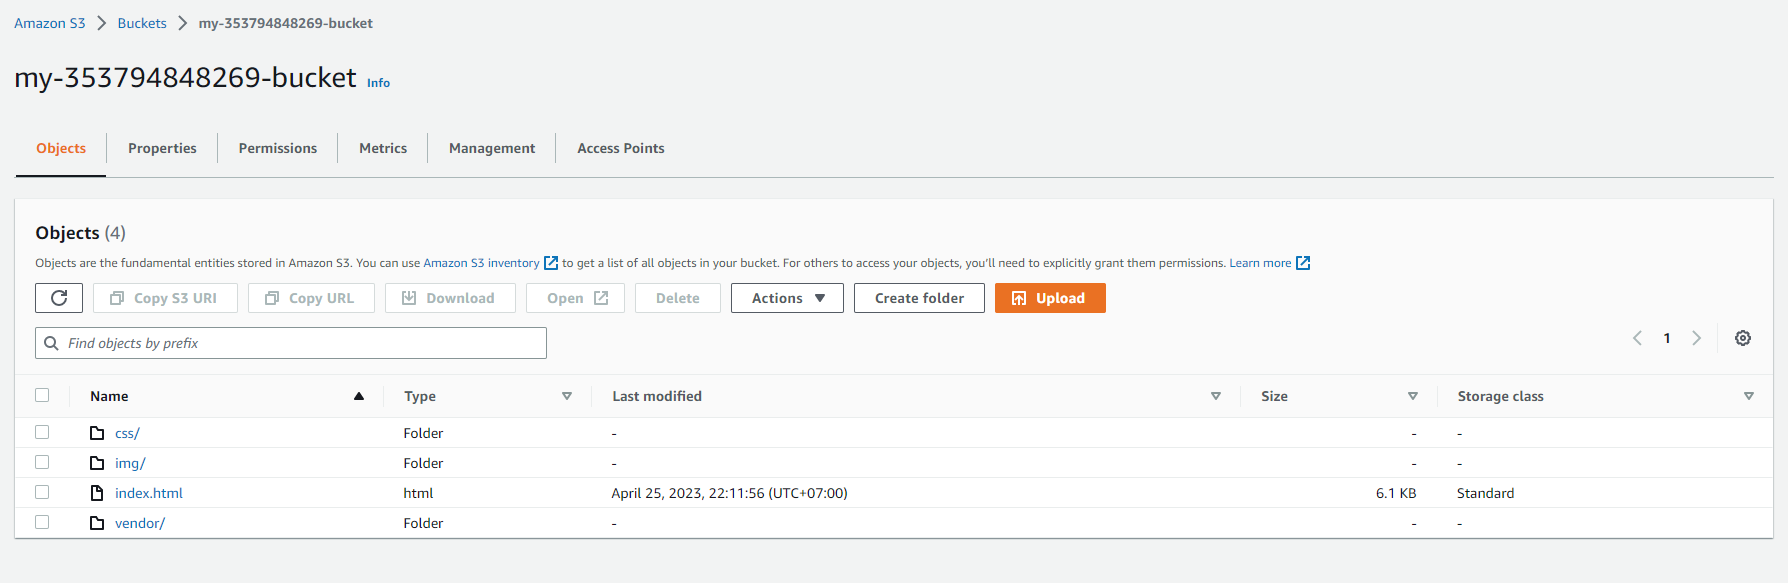 Amazon S3 > Buckets > my-353794848269-bucket
my-353794848269-bucket Info
Objects Properties Permissions Metrics Management Access Points
Objects (4)
Objects are the fundamental entities stored in Amazon S3. You can use Amazon S3 inventory to get a list of all objects in your bucket. For others to access your objects, you'll need to explicitly grant them permissions. Learn more
Copy S3 URI Copy URL Download Open Delete Actions Create folder Upload
Find objects by prefix
1
Name Type Last modified Size Storage class
css/ Folder - - -
img/ Folder - - -
index.html html April 25, 2023, 22:11:56 (UTC+07:00) 6.1 KB Standard
vendor/ Folder - - -